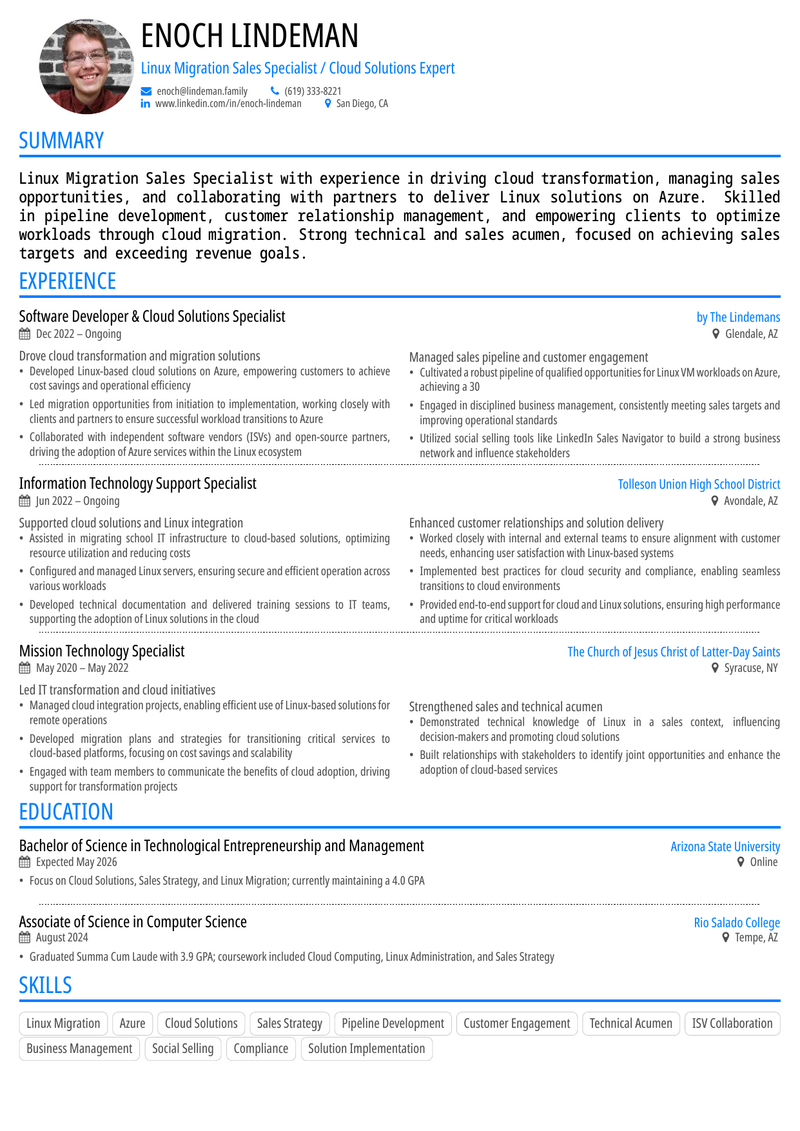 ENOCH LINDEMAN
Linux Migration Sales Specialist / Cloud Solutions Expert
enoch@lindeman.family (619) 333-8221
www.linkedin.com/in/enoch-lindeman San Diego, CA
SUMMARY
Linux Migration Sales Specialist with experience in driving cloud transformation, managing sales
opportunities, and collaborating with partners to deliver Linux solutions on Azure. Skilled
in pipeline development, customer relationship management, and empowering clients to optimize
workloads through cloud migration. Strong technical and sales acumen, focused on achieving sales
targets and exceeding revenue goals.
EXPERIENCE
Software Developer & Cloud Solutions Specialist by The Lindemans
Dec 2022 – Ongoing Glendale, AZ
Drove cloud transformation and migration solutions
• Developed Linux-based cloud solutions on Azure, empowering customers to achieve
cost savings and operational efficiency
• Led migration opportunities from initiation to implementation, working closely with
clients and partners to ensure successful workload transitions to Azure
• Collaborated with independent software vendors (ISVs) and open-source partners,
driving the adoption of Azure services within the Linux ecosystem
Managed sales pipeline and customer engagement
• Cultivated a robust pipeline of qualified opportunities for Linux VM workloads on Azure,
achieving a 30
• Engaged in disciplined business management, consistently meeting sales targets and
improving operational standards
• Utilized social selling tools like LinkedIn Sales Navigator to build a strong business
network and influence stakeholders
Information Technology Support Specialist Tolleson Union High School District
Jun 2022 – Ongoing Avondale, AZ
Supported cloud solutions and Linux integration
• Assisted in migrating school IT infrastructure to cloud-based solutions, optimizing
resource utilization and reducing costs
• Configured and managed Linux servers, ensuring secure and efficient operation across
various workloads
• Developed technical documentation and delivered training sessions to IT teams,
supporting the adoption of Linux solutions in the cloud
Enhanced customer relationships and solution delivery
• Worked closely with internal and external teams to ensure alignment with customer
needs, enhancing user satisfaction with Linux-based systems
• Implemented best practices for cloud security and compliance, enabling seamless
transitions to cloud environments
• Provided end-to-end support for cloud and Linux solutions, ensuring high performance
and uptime for critical workloads
Mission Technology Specialist The Church of Jesus Christ of Latter-Day Saints
May 2020 – May 2022 Syracuse, NY
Led IT transformation and cloud initiatives
• Managed cloud integration projects, enabling efficient use of Linux-based solutions for
remote operations
• Developed migration plans and strategies for transitioning critical services to
cloud-based platforms, focusing on cost savings and scalability
• Engaged with team members to communicate the benefits of cloud adoption, driving
support for transformation projects
Strengthened sales and technical acumen
• Demonstrated technical knowledge of Linux in a sales context, influencing
decision-makers and promoting cloud solutions
• Built relationships with stakeholders to identify joint opportunities and enhance the
adoption of cloud-based services
EDUCATION
Bachelor of Science in Technological Entrepreneurship and Management Arizona State University
Expected May 2026 Online
• Focus on Cloud Solutions, Sales Strategy, and Linux Migration; currently maintaining a 4.0 GPA
Associate of Science in Computer Science Rio Salado College
August 2024 Tempe, AZ
• Graduated Summa Cum Laude with 3.9 GPA; coursework included Cloud Computing, Linux Administration, and Sales Strategy
SKILLS
Linux Migration Azure Cloud Solutions Sales Strategy Pipeline Development Customer Engagement Technical Acumen ISV Collaboration
Business Management Social Selling Compliance Solution Implementation